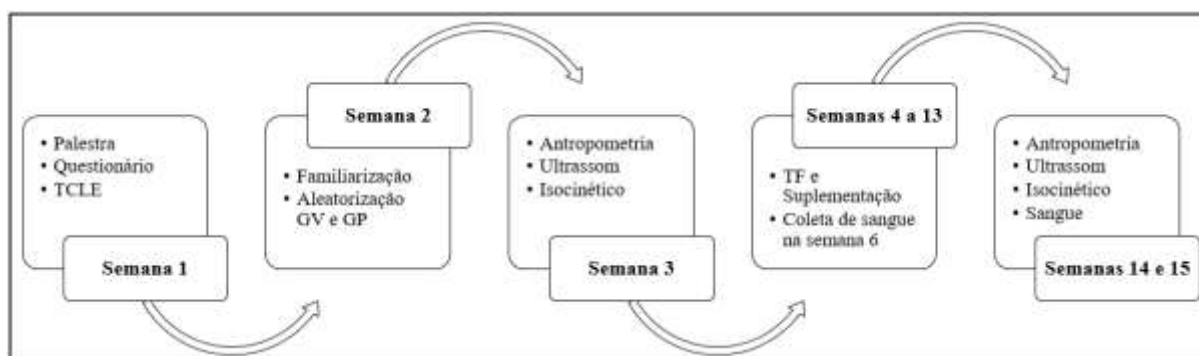 • Palestra
• Questionário
• TCLE
Semana 1
Semana 2
• Familiarização
• Aleatorização
GV e GP
• Antropometria
• Ultrassom
• Isocinético
Semana 3
Semanas 4 a 13
• TF e
Suplementação
• Coleta de sangue
na semana 6
• Antropometria
• Ultrassom
• Isocinético
• Sangue
Semanas 14 e 15